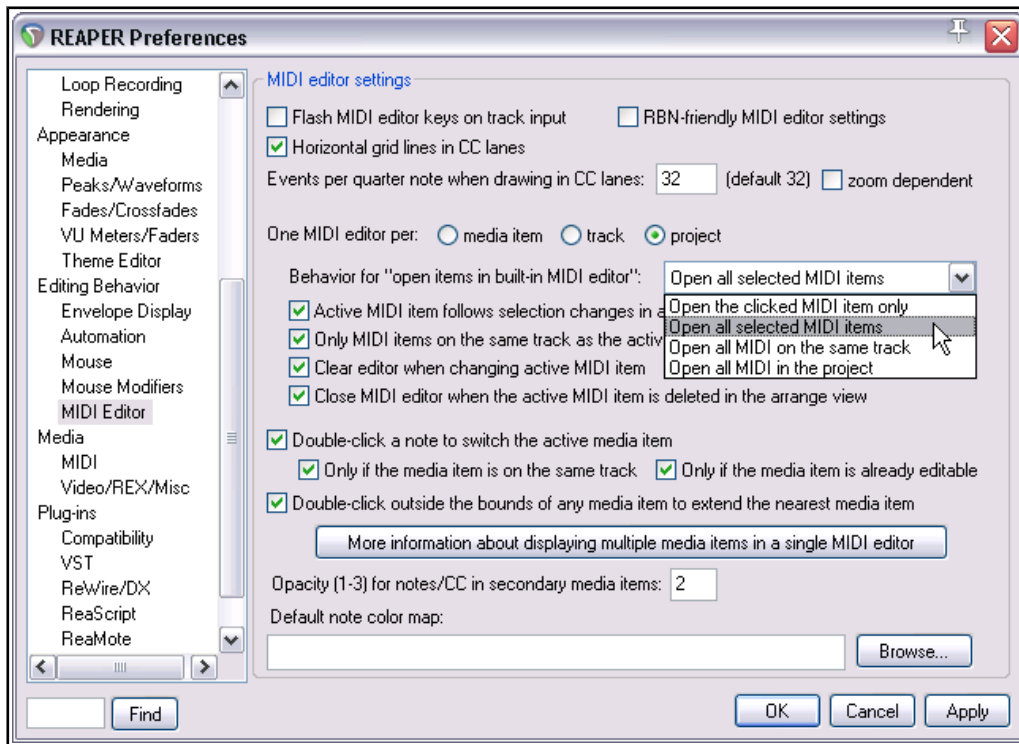 REAPER Preferences
Loop Recording
Rendering
Appearance
Media
Peaks/Waveforms
Fades/Crossfades
VU Meters/Faders
Theme Editor
Editing Behavior
Envelope Display
Automation
Mouse
Mouse Modifiers
MIDI Editor
Media
MIDI
Video/REX/Misc
Plug-ins
Compatibility
VST
ReWire/DX
ReaScript
ReaMote
Find
MIDI editor settings
Flash MIDI editor keys on track input RBN-friendly MIDI editor settings
Horizontal grid lines in CC lanes
Events per quarter note when drawing in CC lanes: 32 (default 32) zoom dependent
One MIDI editor per: media item track project
Behavior for "open items in built-in MIDI editor": Open all selected MIDI items
Open the clicked MIDI item only
Open all selected MIDI items
Open all MIDI on the same track
Open all MIDI in the project
Active MIDI item follows selection changes in a
Only MIDI items on the same track as the activ
Clear editor when changing active MIDI item
Close MIDI editor when the active MIDI item is deleted in the arrange view
Double-click a note to switch the active media item
Only if the media item is on the same track Only if the media item is already editable
Double-click outside the bounds of any media item to extend the nearest media item
More information about displaying multiple media items in a single MIDI editor
Opacity (1-3) for notes/CC in secondary media items: 2
Default note color map:
Browse...
OK Cancel Apply